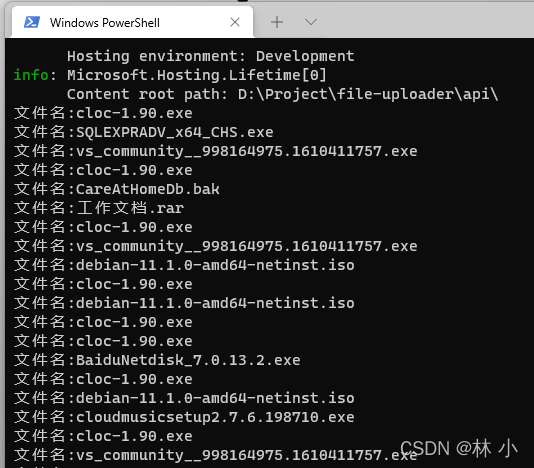 Windows PowerShell
Hosting environment: Development
info: Microsoft.Hosting.Lifetime[0]
Content root path: D:\Project\file-uploader\api\
文件名:cloc-1.90.exe
文件名:SQLEXPRADV_x64_CHS.exe
文件名:vs_community__998164975.1610411757.exe
文件名:cloc-1.90.exe
文件名:CareAtHomeDb.bak
文件名:工作文档.rar
文件名:cloc-1.90.exe
文件名:vs_community__998164975.1610411757.exe
文件名:debian-11.1.0-amd64-netinst.iso
文件名:cloc-1.90.exe
文件名:debian-11.1.0-amd64-netinst.iso
文件名:cloc-1.90.exe
文件名:cloc-1.90.exe
文件名:BaiduNetdisk_7.0.13.2.exe
文件名:cloc-1.90.exe
文件名:debian-11.1.0-amd64-netinst.iso
文件名:cloudmusicsetup2.7.6.198710.exe
文件名:cloc-1.90.exe
文件名:vs_community__998164975.1610411757.exe
CSDN @林 小